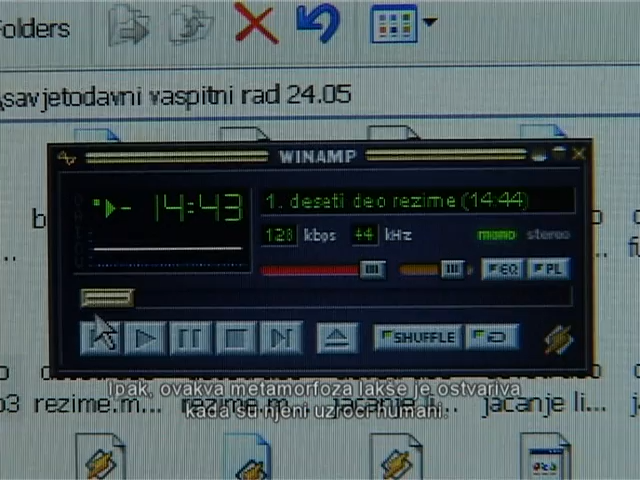 Folders
\savjetodavni vaspitni rad 24.05
WINAMP
-14:43
1. deseti deo rezime (14:44)
128 kbps 44 kHz mono stereo
EQ PL
SHUFFLE
Ipak, ovakva metamorfoza lakše je ostvariva
kada su njeni uzroci humani.
rezime.m... jacanje li...